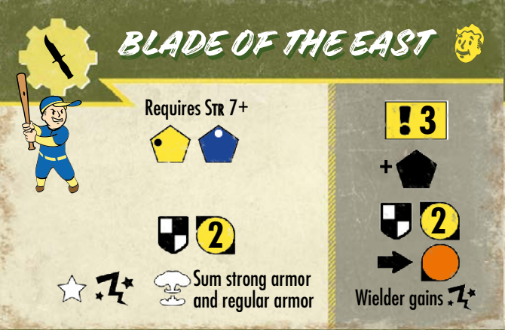 BLADE OF THE EAST
Requires STR 7+
! 3
+
2
2
Sum strong armor
and regular armor
Wielder gains